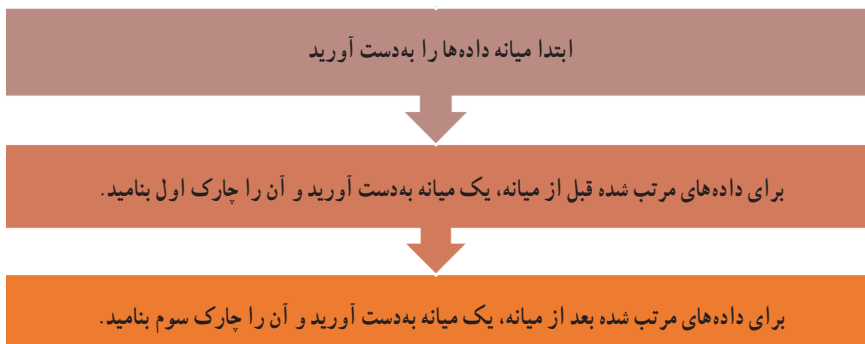 ابتدا میانه داده‌ها را به‌دست آورید
برای داده‌های مرتب شده قبل از میانه، یک میانه به‌دست آورید و آن را چارک اول بنامید.
برای داده‌های مرتب شده بعد از میانه، یک میانه به‌دست آورید و آن را چارک سوم بنامید.